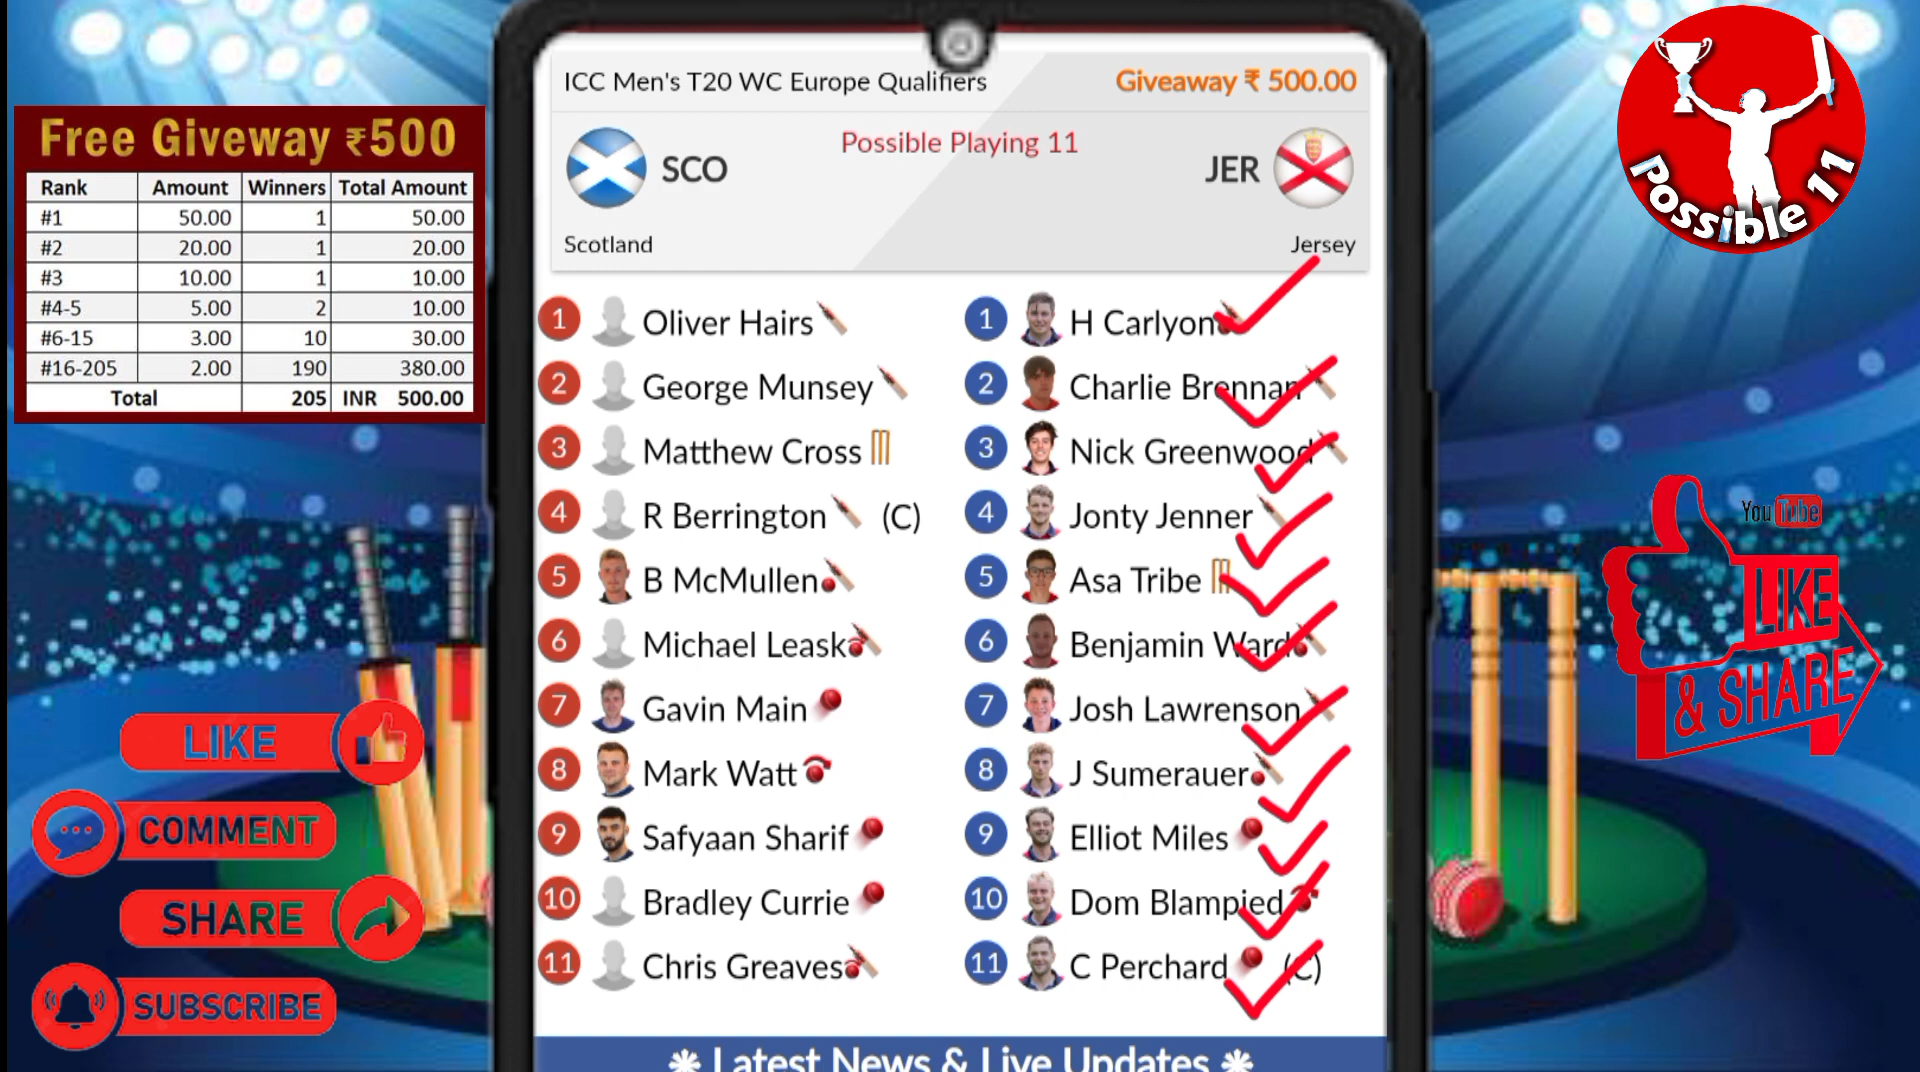 ICC Men's T20 WC Europe Qualifiers
Giveaway ₹ 500.00
Possible Playing 11
SCO
JER
Scotland
Jersey
1 Oliver Hairs
2 George Munsey
3 Matthew Cross
4 R Berrington (C)
5 B McMullen
6 Michael Leask
7 Gavin Main
8 Mark Watt
9 Safyaan Sharif
10 Bradley Currie
11 Chris Greaves
1 H Carlyon
2 Charlie Brennan
3 Nick Greenwood
4 Jonty Jenner
5 Asa Tribe
6 Benjamin Ward
7 Josh Lawrenson
8 J Sumerauer
9 Elliot Miles
10 Dom Blampied
11 C Perchard (C)
Latest News & Live Updates
Free Giveway ₹500
Rank Amount Winners Total Amount
#1 50.00 1 50.00
#2 20.00 1 20.00
#3 10.00 1 10.00
#4-5 5.00 2 10.00
#6-15 3.00 10 30.00
#16-205 2.00 190 380.00
Total 205 INR 500.00
LIKE
COMMENT
SHARE
SUBSCRIBE
Possible 11
YouTube
LIKE
& SHARE